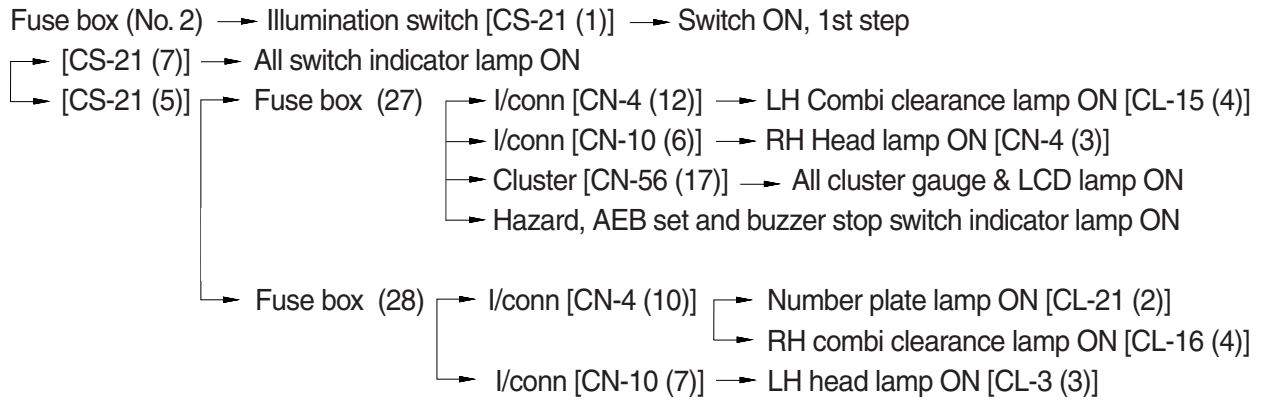 Fuse box (No. 2) → Illumination switch [CS-21 (1)] → Switch ON, 1st step
[CS-21 (7)] → All switch indicator lamp ON
[CS-21 (5)] → Fuse box (27) → I/conn [CN-4 (12)] → LH Combi clearance lamp ON [CL-15 (4)]
I/conn [CN-10 (6)] → RH Head lamp ON [CN-4 (3)]
Cluster [CN-56 (17)] → All cluster gauge & LCD lamp ON
Hazard, AEB set and buzzer stop switch indicator lamp ON
Fuse box (28) → I/conn [CN-4 (10)] → Number plate lamp ON [CL-21 (2)]
RH combi clearance lamp ON [CL-16 (4)]
I/conn [CN-10 (7)] → LH head lamp ON [CL-3 (3)]